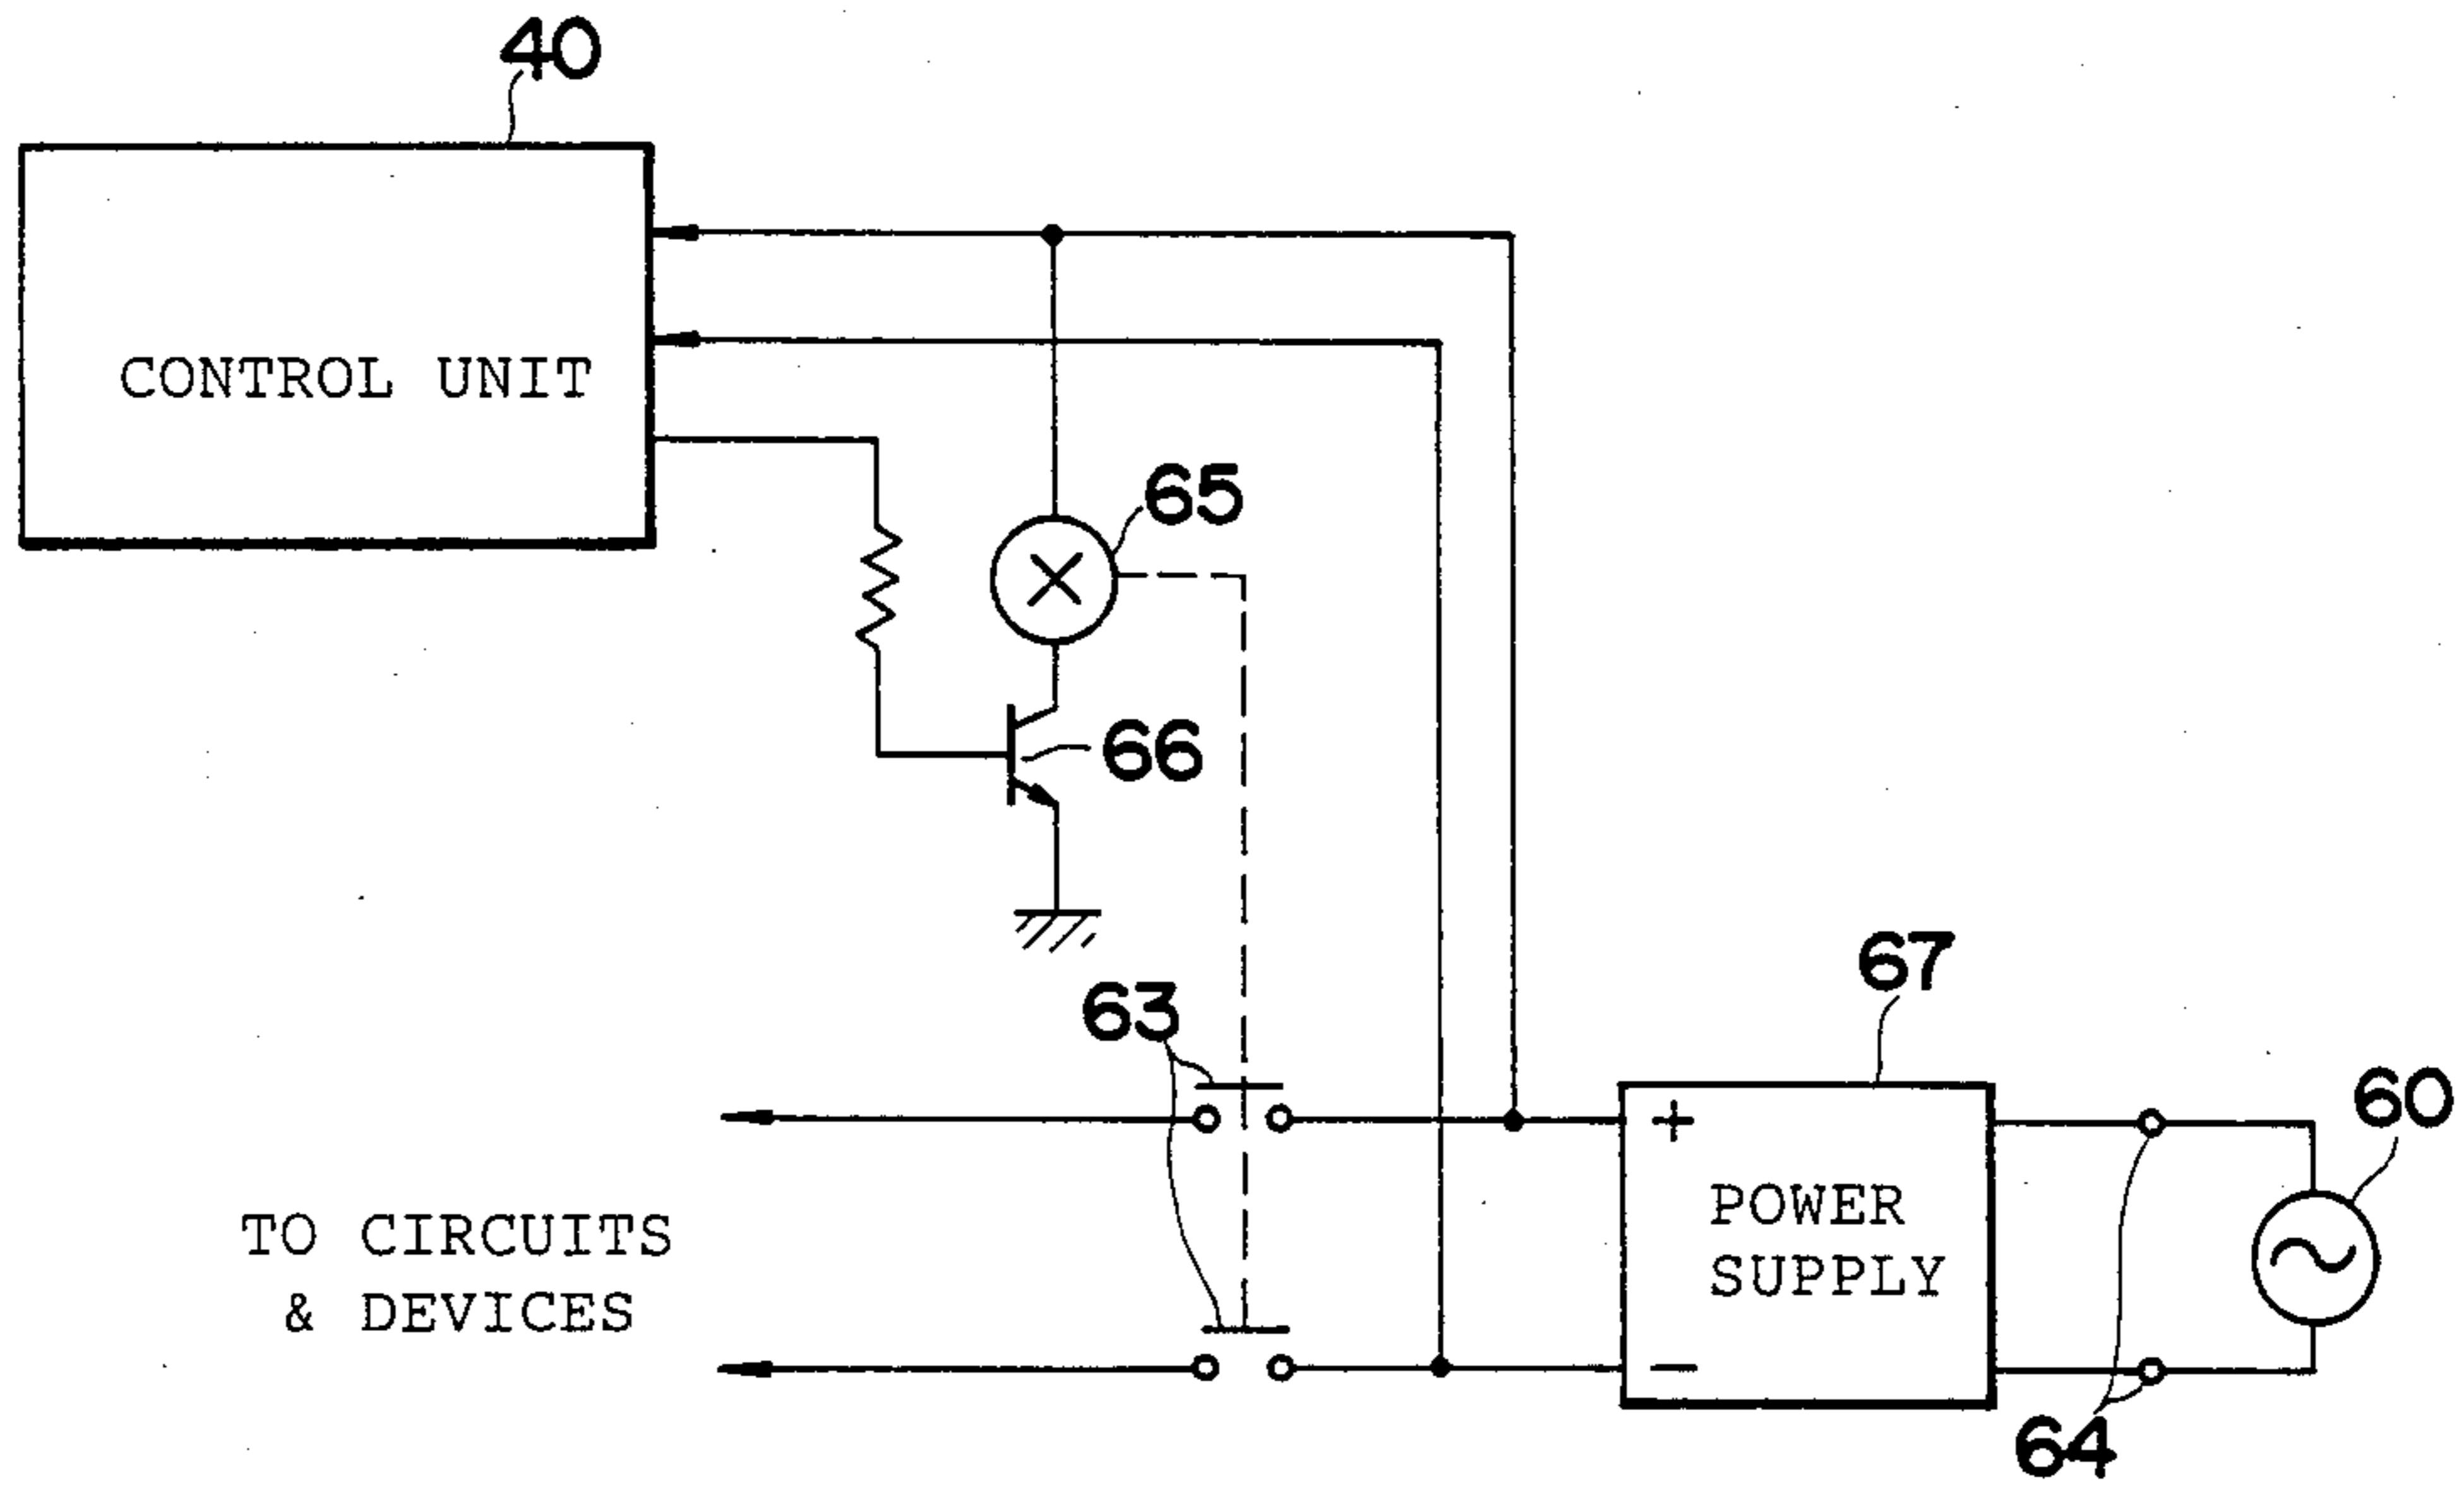 40
CONTROL UNIT
65
66
67
63
60
+
POWER
SUPPLY
TO CIRCUITS
& DEVICES
−
64